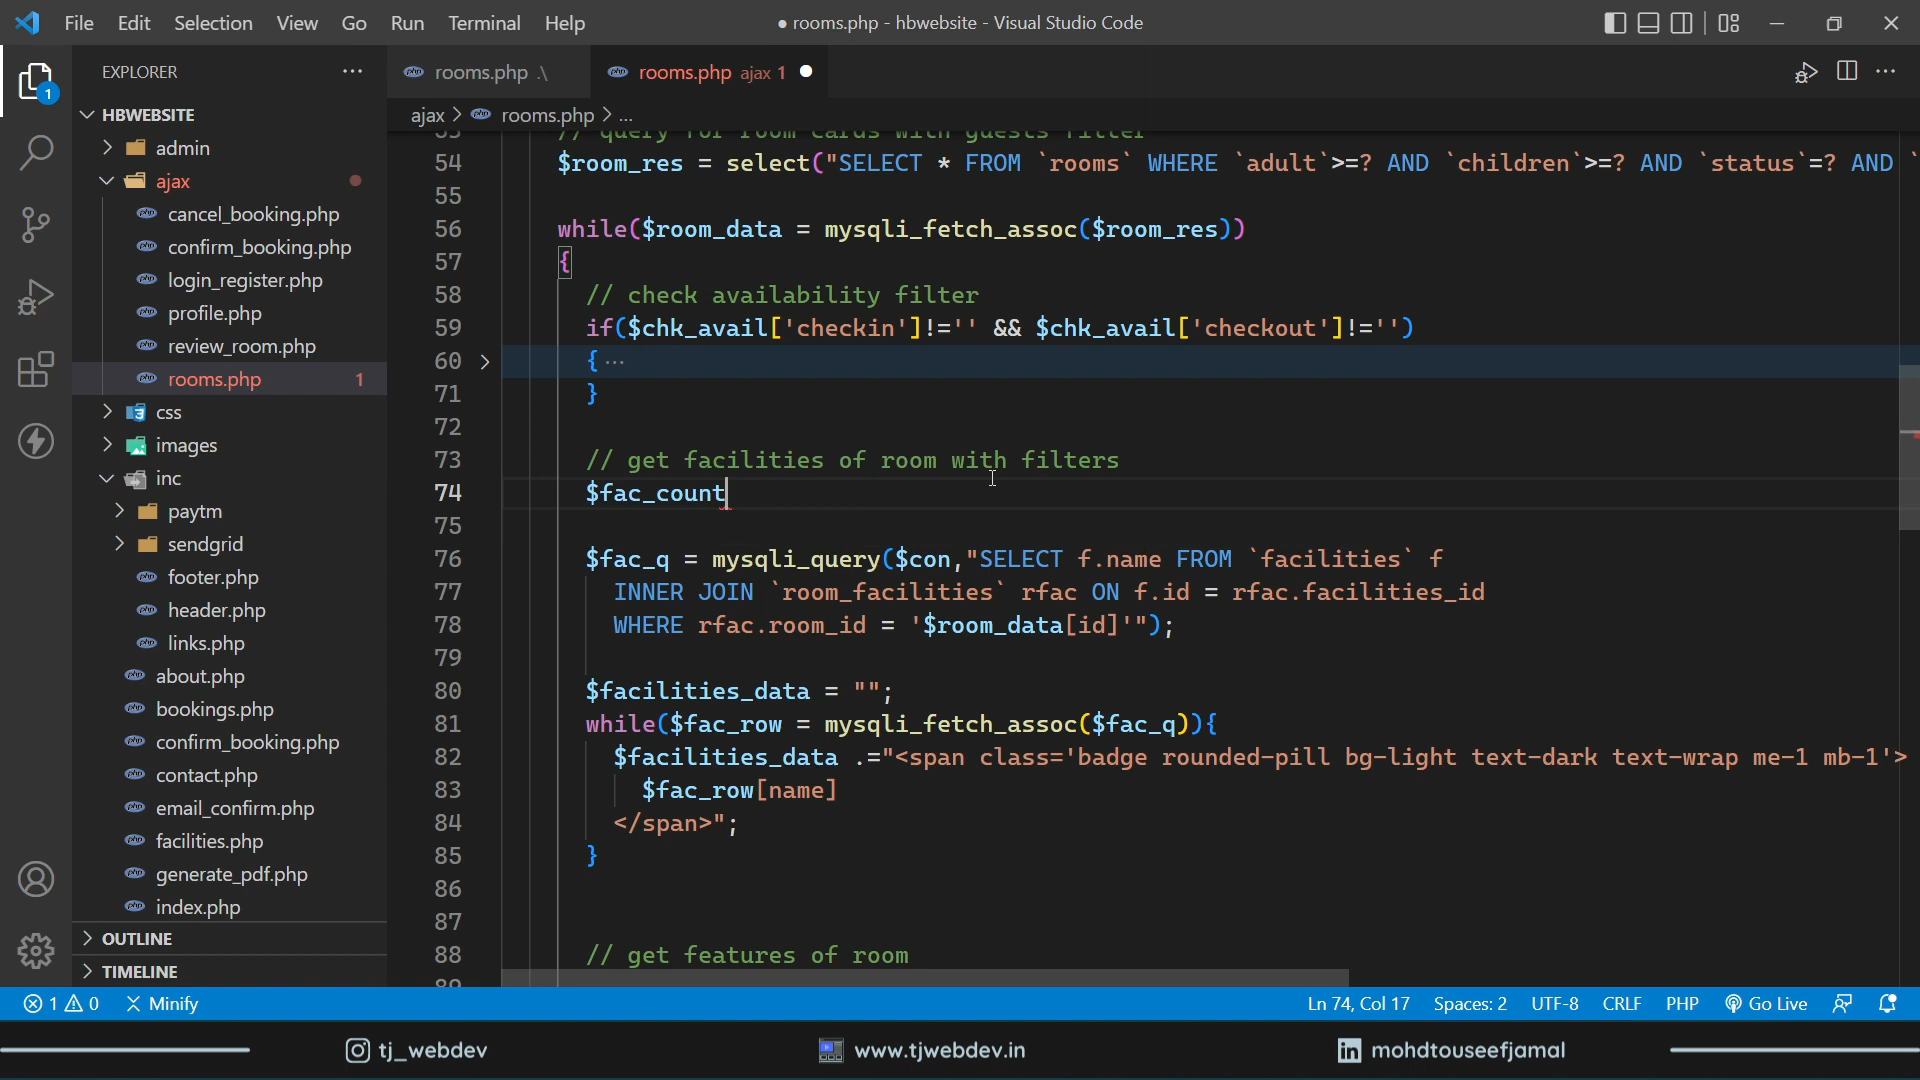 File Edit Selection View Go Run Terminal Help
● rooms.php - hbwebsite - Visual Studio Code
EXPLORER
rooms.php .\
rooms.php ajax 1 ●
ajax > rooms.php > ...
HBWEBSITE
admin
ajax
cancel_booking.php
confirm_booking.php
login_register.php
profile.php
review_room.php
rooms.php 1
css
images
inc
paytm
sendgrid
footer.php
header.php
links.php
about.php
bookings.php
confirm_booking.php
contact.php
email_confirm.php
facilities.php
generate_pdf.php
index.php
OUTLINE
TIMELINE
53 // query for room cards with guests filter
54 $room_res = select("SELECT * FROM `rooms` WHERE `adult`>=? AND `children`>=? AND `status`=? AND `
55
56 while($room_data = mysqli_fetch_assoc($room_res))
57 {
58 // check availability filter
59 if($chk_avail['checkin']!='' && $chk_avail['checkout']!='')
60 { ...
71 }
72
73 // get facilities of room with filters
74 $fac_count
75
76 $fac_q = mysqli_query($con,"SELECT f.name FROM `facilities` f
77 INNER JOIN `room_facilities` rfac ON f.id = rfac.facilities_id
78 WHERE rfac.room_id = '$room_data[id]'");
79
80 $facilities_data = "";
81 while($fac_row = mysqli_fetch_assoc($fac_q)){
82 $facilities_data .="<span class='badge rounded-pill bg-light text-dark text-wrap me-1 mb-1'>
83 $fac_row[name]
84 </span>";
85 }
86
87
88 // get features of room
89
1 0 Minify
Ln 74, Col 17 Spaces: 2 UTF-8 CRLF PHP Go Live
tj_webdev
www.tjwebdev.in
mohdtouseefjamal